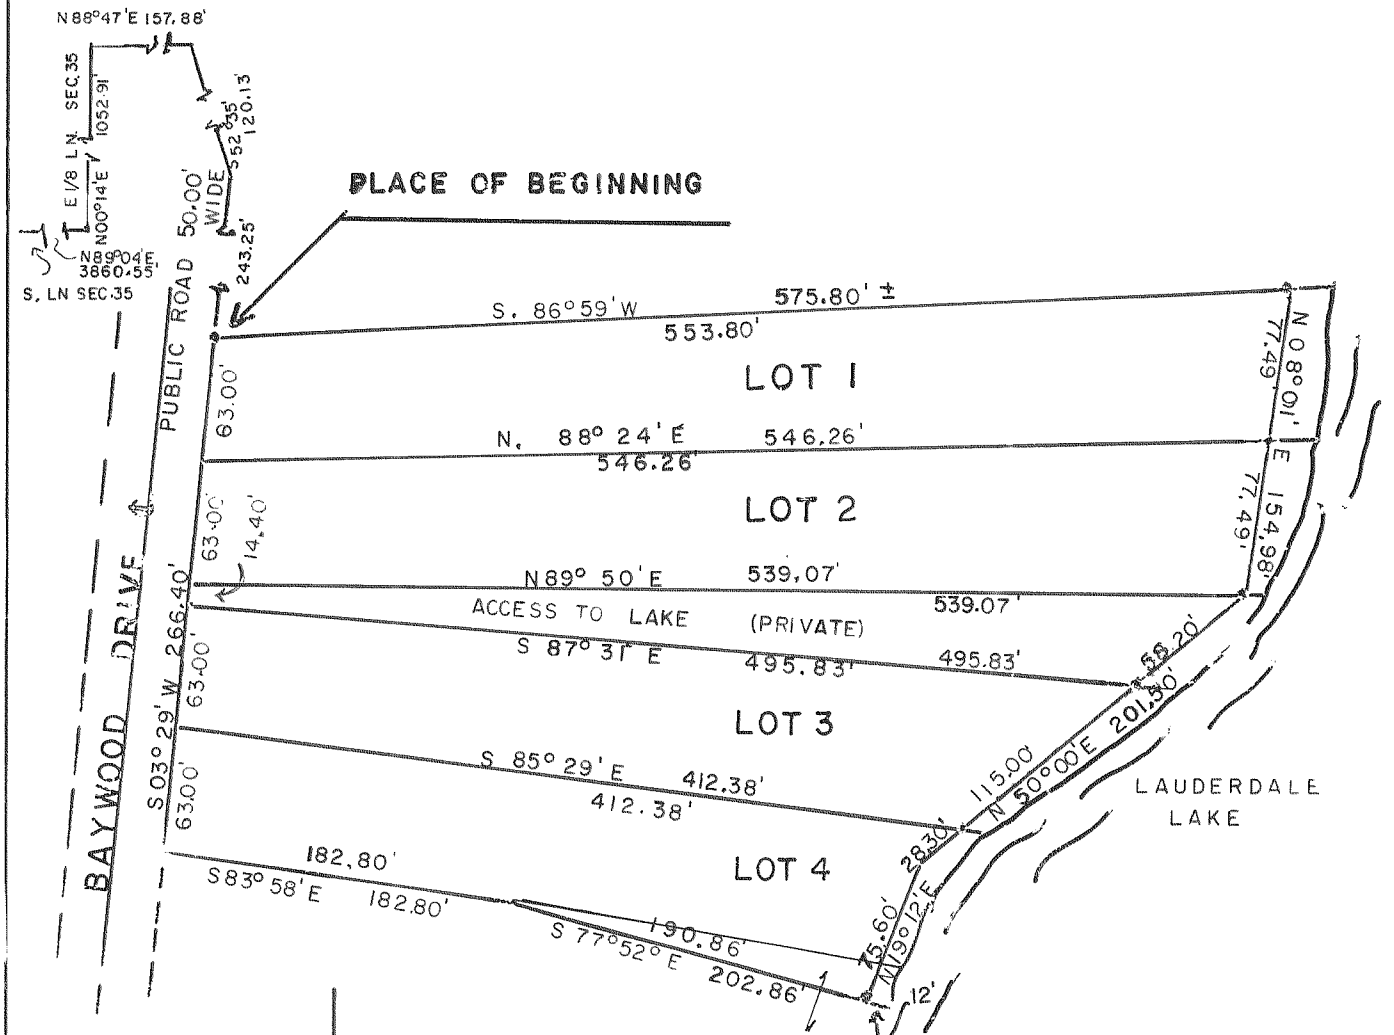 N88°47'E 157.88'
E 1/8 LN. SEC.35
N00°14'E 1052.91'
S52°35' 120.13'
N89°04'E
3860.55'
S. LN SEC.35
243.25'
PUBLIC ROAD 50.00' WIDE
PLACE OF BEGINNING
S. 86°59'W 575.80' ±
553.80'
63.00'
LOT 1
77.49'
N 08°01' E 154.98'
N. 88° 24' E 546.26'
546.26'
63.00'
LOT 2
77.49'
14.40'
N89° 50' E 539.07'
539.07'
ACCESS TO LAKE (PRIVATE)
S 87° 31' E 495.83'
495.83'
58.20'
BAYWOOD DRIVE
S03° 29' W 266.40'
63.00'
LOT 3
115.00'
N 50°00'E 201.50'
LAUDERDALE
LAKE
S 85° 29' E 412.38'
412.38'
63.00'
28.30'
LOT 4
182.80'
S83° 58' E 182.80'
190.86'
S 77°52° E 202.86'
75.60'
N 19° 12' E
12'